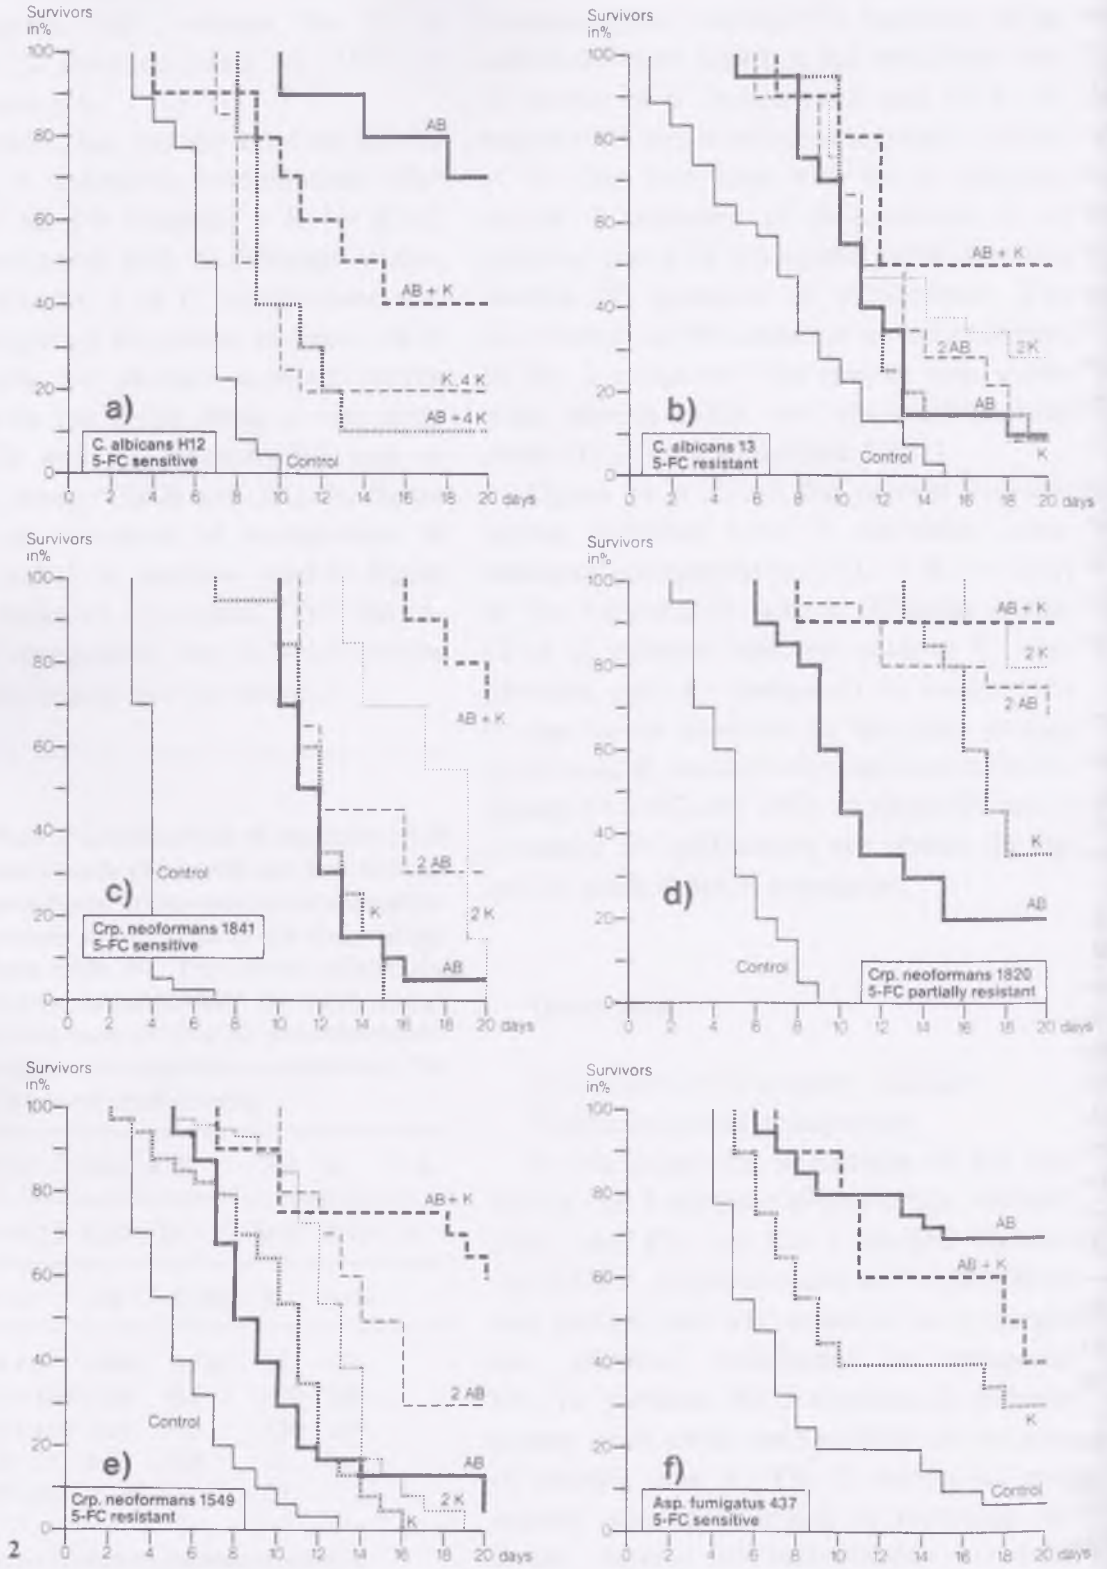 Survivors
in%
100
80
60
40
20
0
AB
AB + K
K, 4 K
AB + 4 K
Control
a)
C. albicans H12
5-FC sensitive
0 2 4 6 8 10 12 14 16 18 20 days
Survivors
in%
100
80
60
40
20
0
AB + K
2 AB
2 K
AB
K
Control
b)
C. albicans 13
5-FC resistant
0 2 4 6 8 10 12 14 16 18 20 days
Survivors
in%
100
80
60
40
20
0
AB + K
Control
2 AB
K
2 K
AB
c)
Crp. neoformans 1841
5-FC sensitive
0 2 4 6 8 10 12 14 16 18 20 days
Survivors
in%
100
80
60
40
20
0
AB + K
2 K
2 AB
K
AB
Control
d)
Crp. neoformans 1820
5-FC partially resistant
0 2 4 6 8 10 12 14 16 18 20 days
Survivors
in%
100
80
60
40
20
0
AB + K
2 AB
Control
AB
2 K
K
e)
Crp. neoformans 1549
5-FC resistant
0 2 4 6 8 10 12 14 16 18 20 days
Survivors
in%
100
80
60
40
20
0
AB
AB + K
K
Control
f)
Asp. fumigatus 437
5-FC sensitive
0 2 4 6 8 10 12 14 16 18 20 days
2